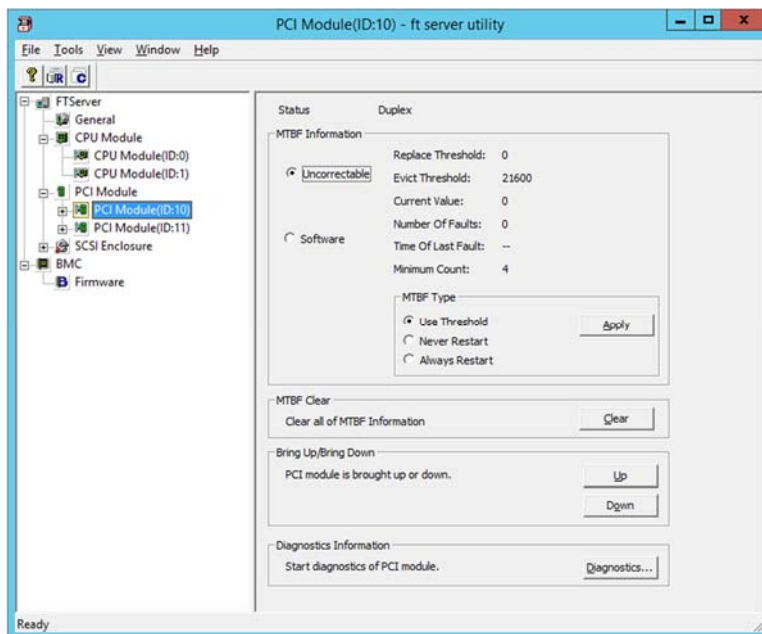 PCI Module(ID:10) - ft server utility
File Tools View Window Help
FTServer
General
CPU Module
CPU Module(ID:0)
CPU Module(ID:1)
PCI Module
PCI Module(ID:10)
PCI Module(ID:11)
SCSI Enclosure
BMC
Firmware
Status Duplex
MTBF Information
Uncorrectable
Software
Replace Threshold: 0
Evict Threshold: 21600
Current Value: 0
Number Of Faults: 0
Time Of Last Fault: --
Minimum Count: 4
MTBF Type
Use Threshold
Never Restart
Always Restart
Apply
MTBF Clear
Clear all of MTBF Information
Clear
Bring Up/Bring Down
PCI module is brought up or down.
Up
Down
Diagnostics Information
Start diagnostics of PCI module.
Diagnostics...
Ready